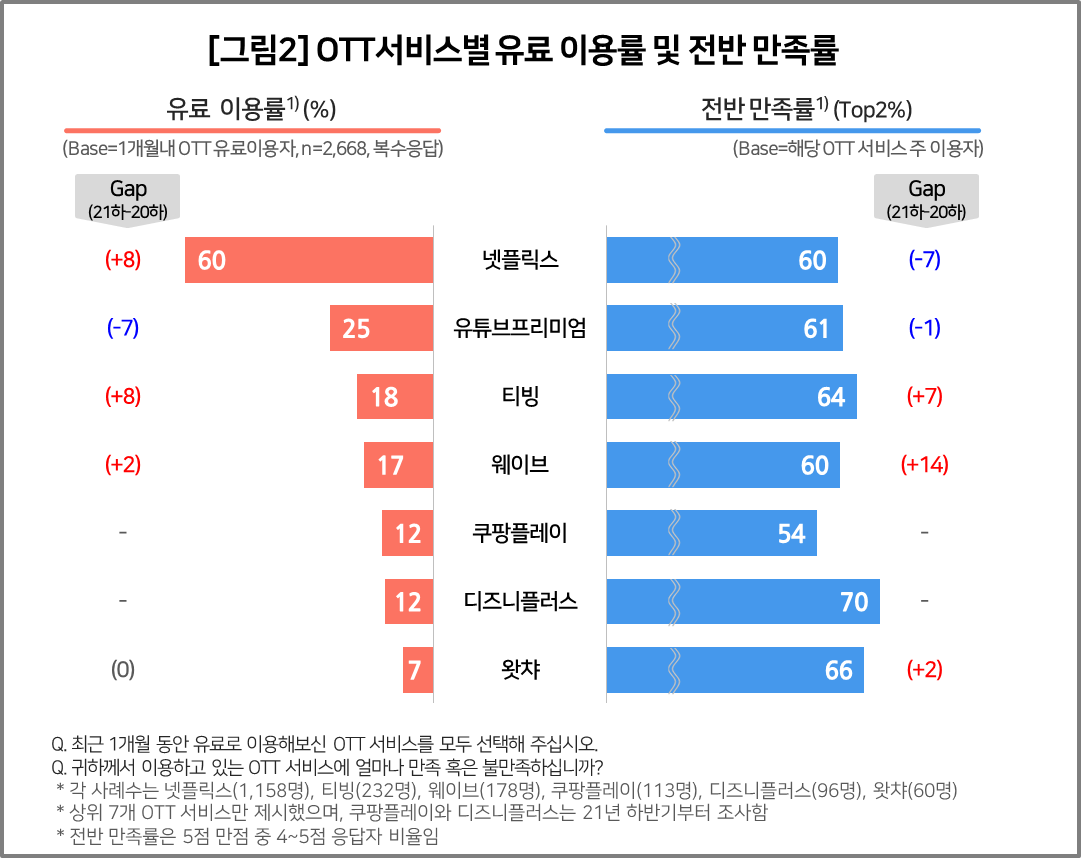 [그림2] OTT서비스별 유료 이용률 및 전반 만족률
유료 이용률1) (%)
전반 만족률1) (Top2%)
(Base=1개월내 OTT 유료이용자, n=2,668, 복수응답)
(Base=해당 OTT 서비스 주 이용자)
Gap
(21하-20하)
Gap
(21하-20하)
(+8) 60 넷플릭스 60 (-7)
(-7) 25 유튜브프리미엄 61 (-1)
(+8) 18 티빙 64 (+7)
(+2) 17 웨이브 60 (+14)
- 12 쿠팡플레이 54 -
- 12 디즈니플러스 70 -
(0) 7 왓챠 66 (+2)
Q. 최근 1개월 동안 유료로 이용해보신 OTT 서비스를 모두 선택해 주십시오.
Q. 귀하께서 이용하고 있는 OTT 서비스에 얼마나 만족 혹은 불만족하십니까?
* 각 사례수는 넷플릭스(1,158명), 티빙(232명), 웨이브(178명), 쿠팡플레이(113명), 디즈니플러스(96명), 왓챠(60명)
* 상위 7개 OTT 서비스만 제시했으며, 쿠팡플레이와 디즈니플러스는 21년 하반기부터 조사함
* 전반 만족률은 5점 만점 중 4~5점 응답자 비율임